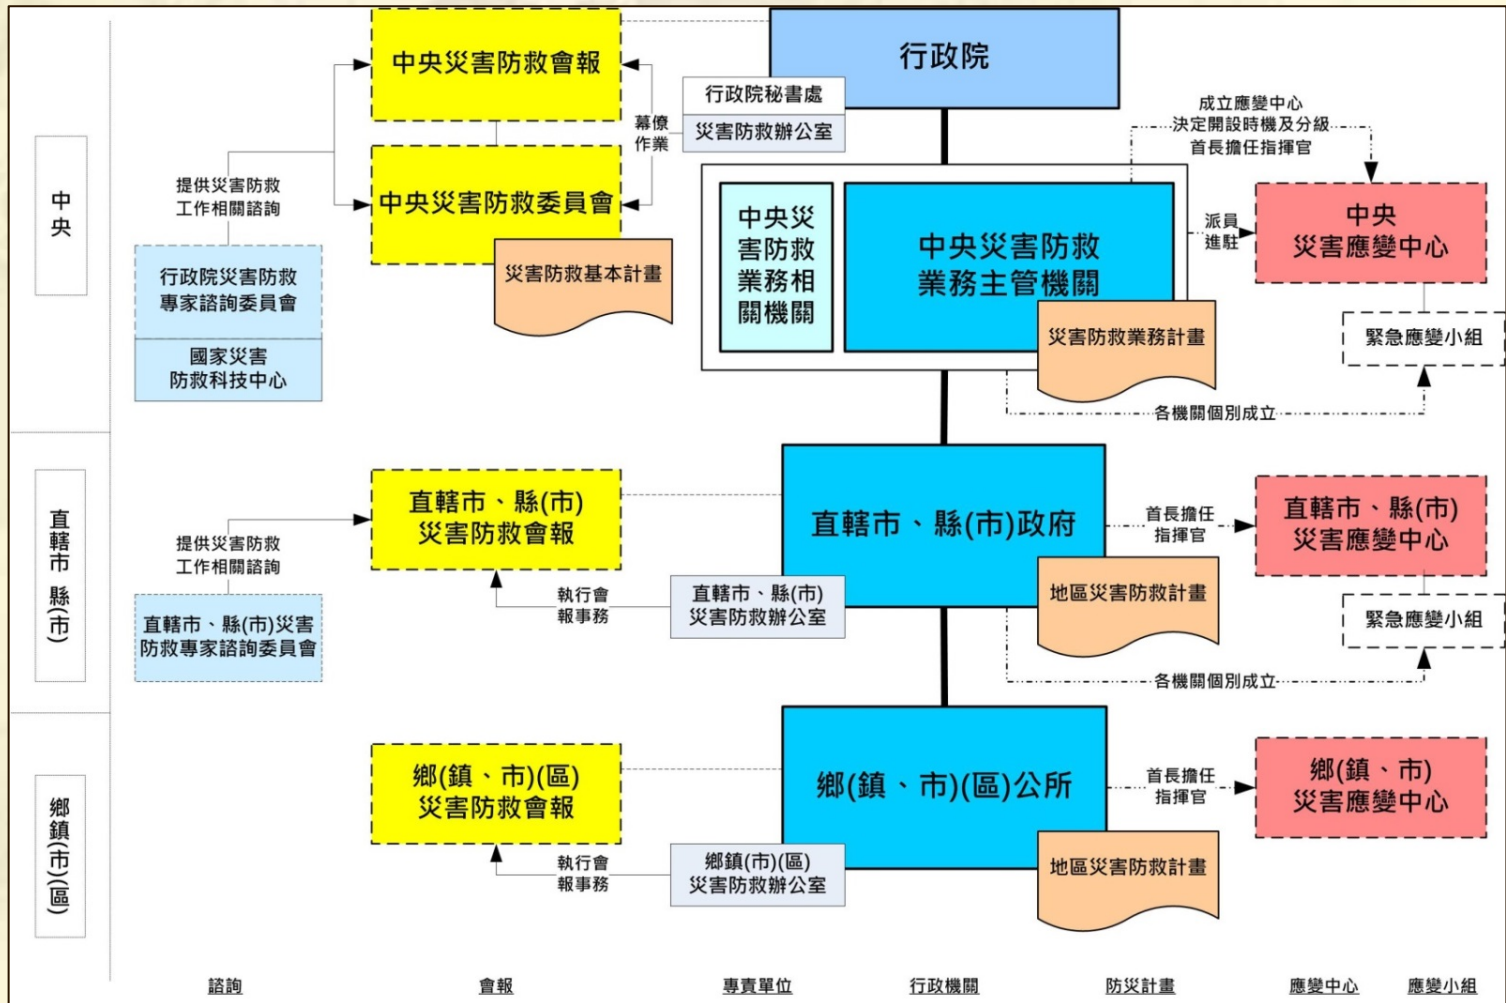 中央災害防救會報
行政院
行政院秘書處
災害防救辦公室
幕僚
作業
成立應變中心
決定開設時機及分級
首長擔任指揮官
中央
提供災害防救
工作相關諮詢
中央災害防救委員會
災害防救基本計畫
中央災
害防救
業務相
關機關
中央災害防救
業務主管機關
災害防救業務計畫
派員
進駐
中央
災害應變中心
行政院災害防救
專家諮詢委員會
國家災害
防救科技中心
緊急應變小組
各機關個別成立
直轄市 縣(市)
提供災害防救
工作相關諮詢
直轄市、縣(市)災害
防救專家諮詢委員會
直轄市、縣(市)
災害防救會報
執行會
報事務
直轄市、縣(市)
災害防救辦公室
直轄市、縣(市)政府
地區災害防救計畫
首長擔任
指揮官
直轄市、縣(市)
災害應變中心
緊急應變小組
各機關個別成立
鄉鎮(市)(區)
鄉(鎮、市)(區)
災害防救會報
執行會
報事務
鄉鎮(市)(區)
災害防救辦公室
鄉(鎮、市)(區)公所
地區災害防救計畫
首長擔任
指揮官
鄉(鎮、市)
災害應變中心
諮詢
會報
專責單位
行政機關
防災計畫
應變中心
應變小組